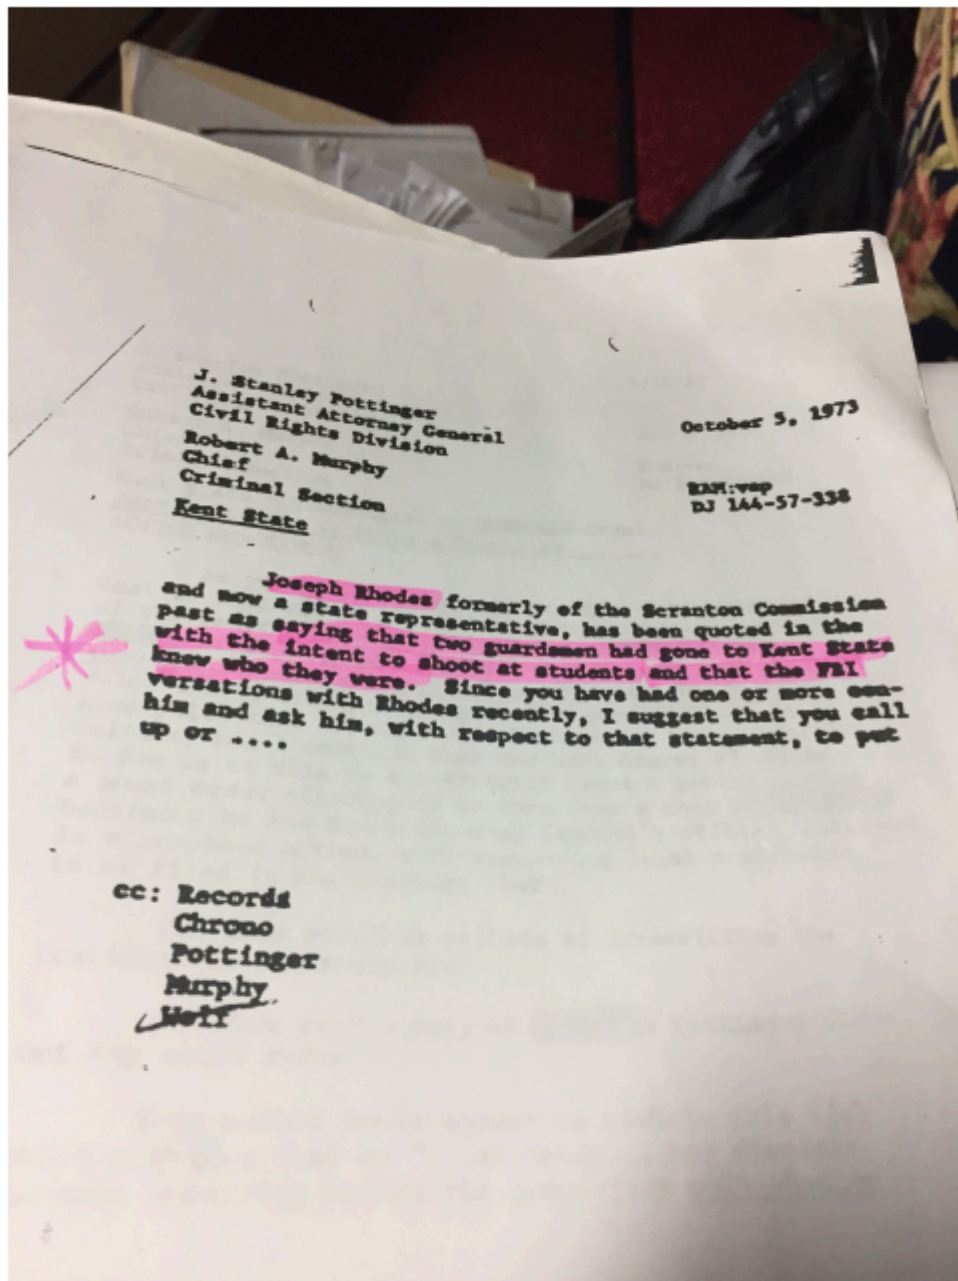 J. Stanley Pottinger
Assistant Attorney General
Civil Rights Division
October 5, 1973
Robert A. Murphy
Chief
Criminal Section
RAM:vsp
DJ 144-57-338
Kent State
Joseph Rhodes formerly of the Scranton Commission
and now a state representative, has been quoted in the
past as saying that two guardsmen had gone to Kent State
with the intent to shoot at students and that the FBI
knew who they were. Since you have had one or more con-
versations with Rhodes recently, I suggest that you call
him and ask him, with respect to that statement, to put
up or ....
cc: Records
Chrono
Pottinger
Murphy